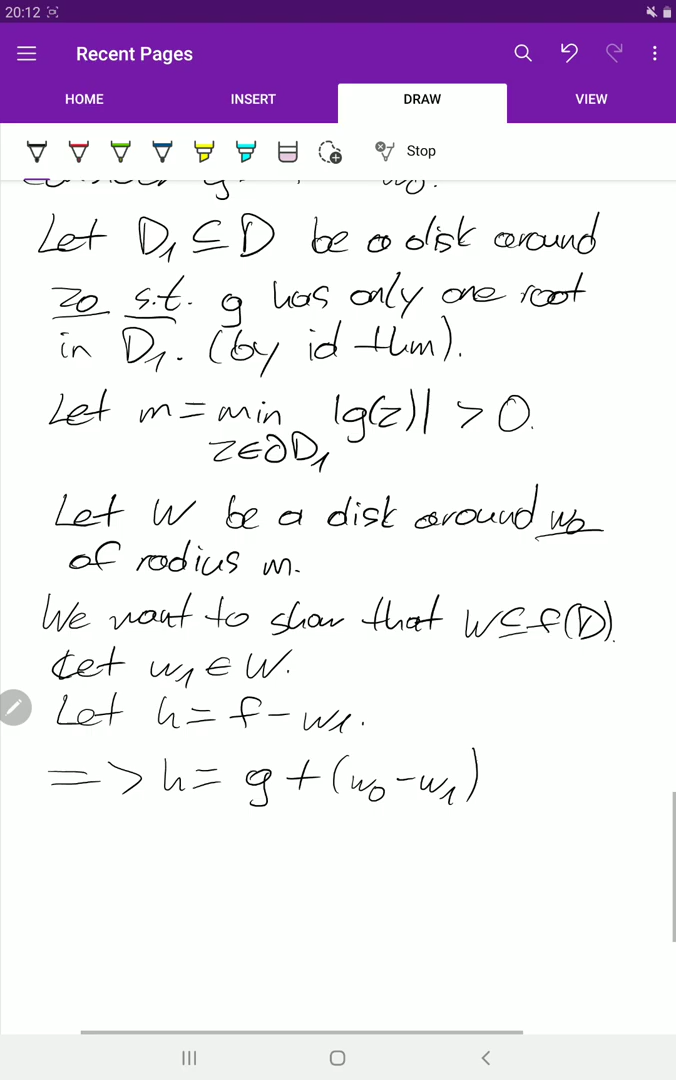 20:12
Recent Pages
HOME INSERT DRAW VIEW
Stop
w₀.
Let D₁ ⊆ D be a disk around
z₀ s.t. g has only one root
in D₁. (by id thm).
Let m = min |g(z)| > 0.
z∈∂D₁
Let W be a disk around w₀
of radius m.
We want to show that W ⊆ f(D).
Let w₁ ∈ W.
Let h = f - w₁.
=> h = g + (w₀ - w₁)